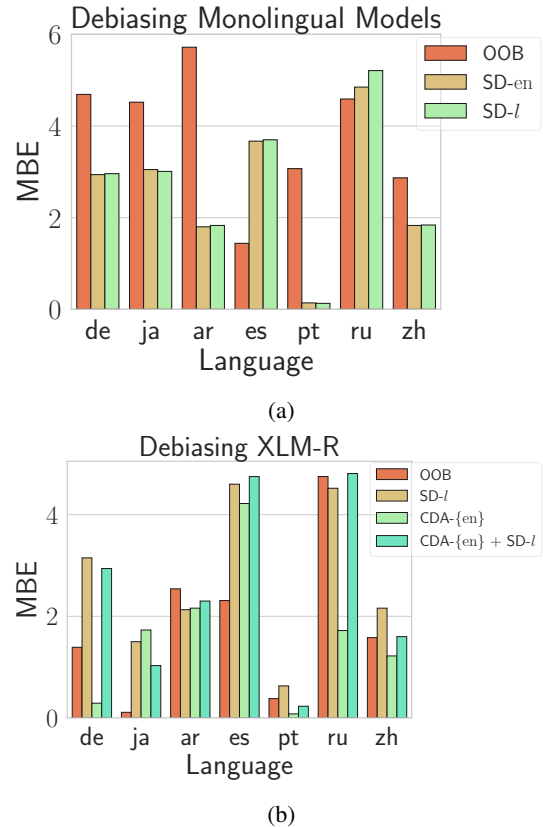 Debiasing Monolingual Models
6
4
2
0
MBE
OOB
SD-en
SD-l
de ja ar es pt ru zh
Language
(a)
Debiasing XLM-R
4
2
0
MBE
OOB
SD-l
CDA-{en}
CDA-{en} + SD-l
de ja ar es pt ru zh
Language
(b)